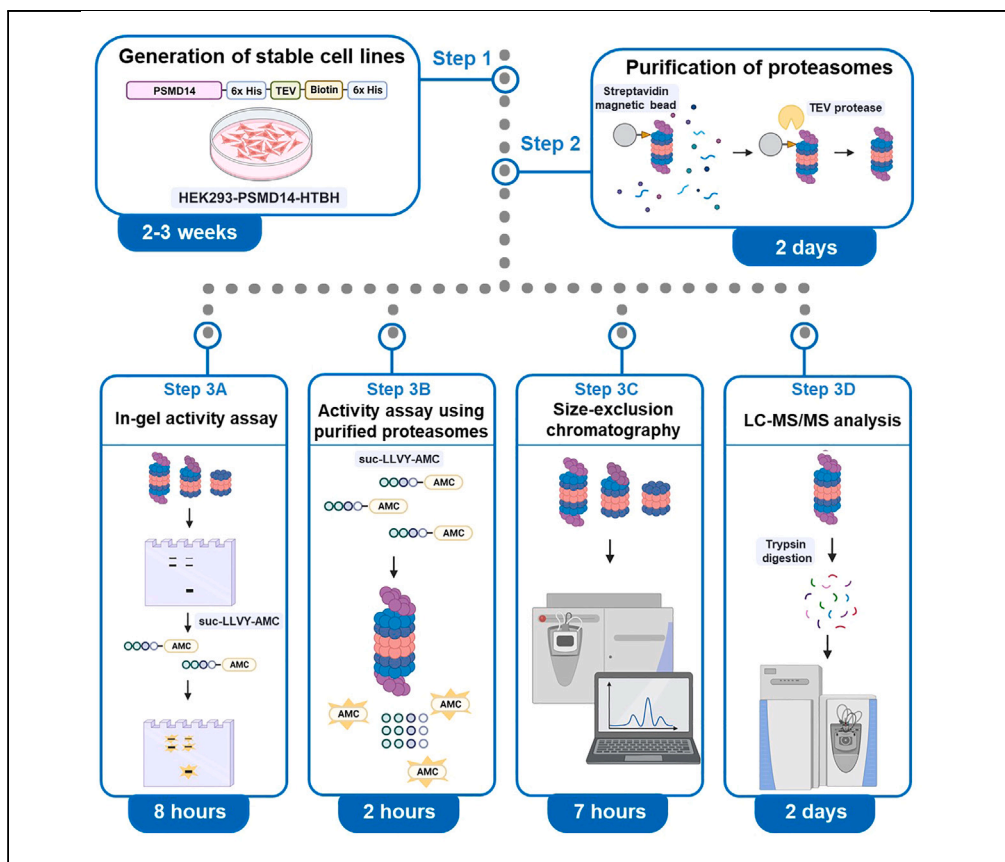 Generation of stable cell lines
PSMD14
6x His
TEV
Biotin
6x His
HEK293-PSMD14-HTBH
2-3 weeks
Step 1
Step 2
Purification of proteasomes
Streptavidin
magnetic bead
TEV protease
2 days
Step 3A
In-gel activity assay
suc-LLVY-AMC
AMC
AMC
8 hours
Step 3B
Activity assay using
purified proteasomes
suc-LLVY-AMC
AMC
AMC
AMC
AMC
AMC
AMC
2 hours
Step 3C
Size-exclusion
chromatography
7 hours
Step 3D
LC-MS/MS analysis
Trypsin
digestion
2 days